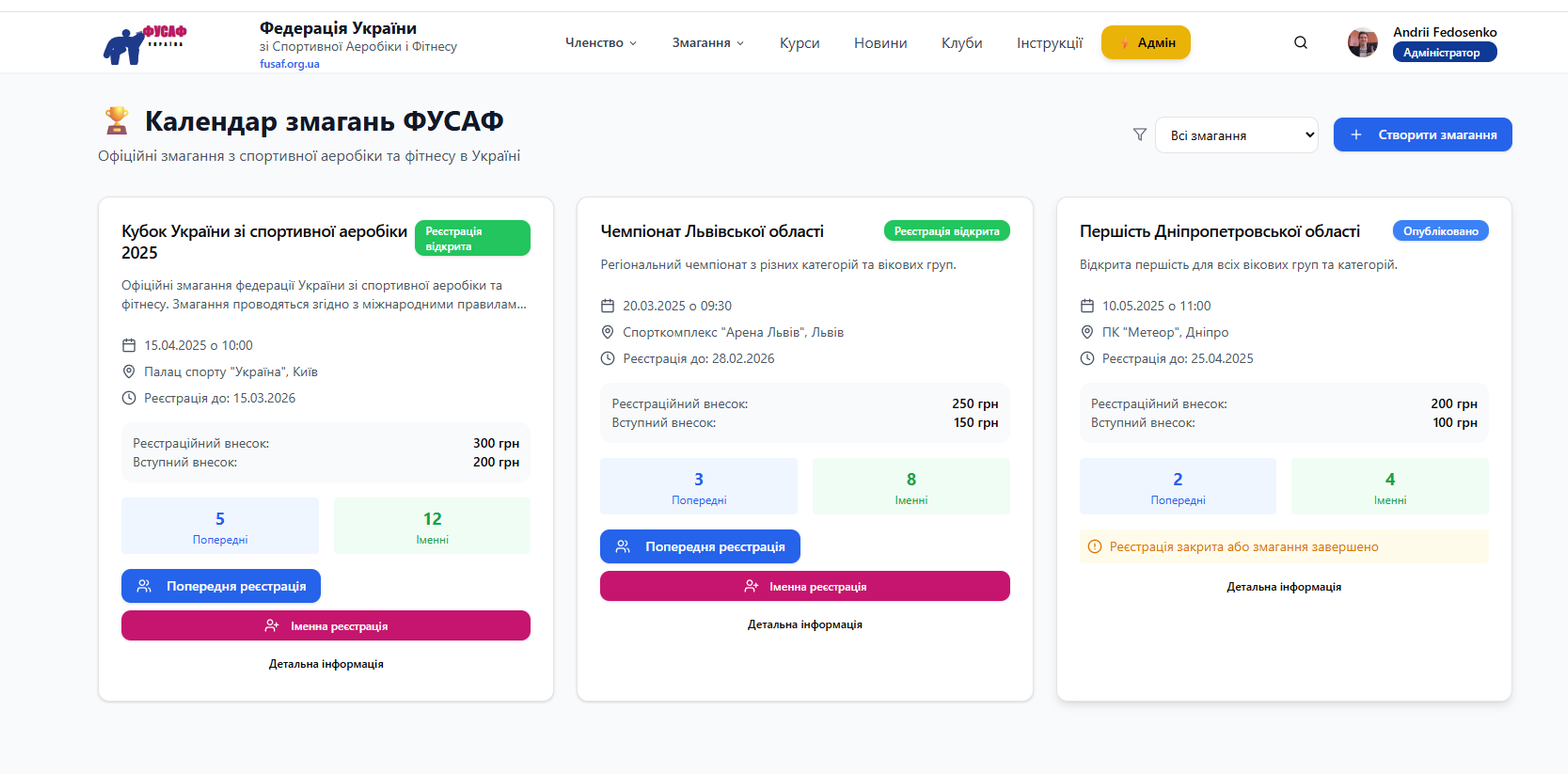 ФУСАФ
УКРАЇНА
Федерація України
зі Спортивної Аеробіки і Фітнесу
fusaf.org.ua
Членство
Змагання
Курси
Новини
Клуби
Інструкції
Адмін
Andrii Fedosenko
Адміністратор
Календар змагань ФУСАФ
Офіційні змагання з спортивної аеробіки та фітнесу в Україні
Всі змагання
Створити змагання
Кубок України зі спортивної аеробіки
2025
Реєстрація
відкрита
Офіційні змагання федерації України зі спортивної аеробіки та
фітнесу. Змагання проводяться згідно з міжнародними правилам...
15.04.2025 о 10:00
Палац спорту "Україна", Київ
Реєстрація до: 15.03.2026
Реєстраційний внесок: 300 грн
Вступний внесок: 200 грн
5
Попередні
12
Іменні
Попередня реєстрація
Іменна реєстрація
Детальна інформація
Чемпіонат Львівської області
Реєстрація відкрита
Регіональний чемпіонат з різних категорій та вікових груп.
20.03.2025 о 09:30
Спорткомплекс "Арена Львів", Львів
Реєстрація до: 28.02.2026
Реєстраційний внесок: 250 грн
Вступний внесок: 150 грн
3
Попередні
8
Іменні
Попередня реєстрація
Іменна реєстрація
Детальна інформація
Першість Дніпропетровської області
Опубліковано
Відкрита першість для всіх вікових груп та категорій.
10.05.2025 о 11:00
ПК "Метеор", Дніпро
Реєстрація до: 25.04.2025
Реєстраційний внесок: 200 грн
Вступний внесок: 100 грн
2
Попередні
4
Іменні
Реєстрація закрита або змагання завершено
Детальна інформація